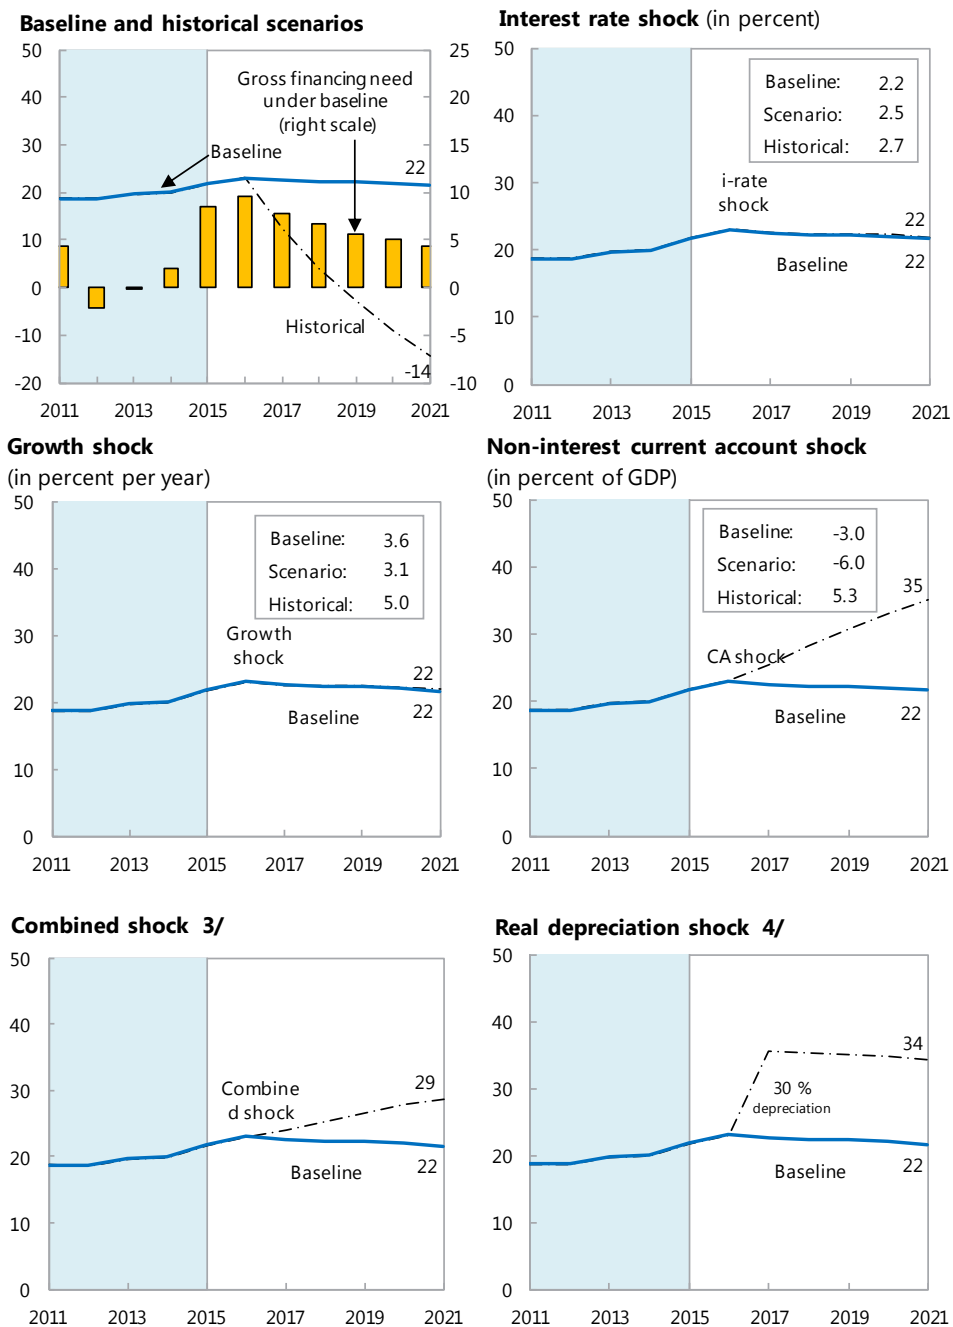 Baseline and historical scenarios
50
40
30
20
10
0
-10
-20
25
20
15
10
5
0
-5
-10
Gross financing need
under baseline
(right scale)
Baseline
22
Historical
-14
2011 2013 2015 2017 2019 2021
Interest rate shock (in percent)
50
40
30
20
10
0
Baseline: 2.2
Scenario: 2.5
Historical: 2.7
i-rate
shock
22
Baseline
22
2011 2013 2015 2017 2019 2021
Growth shock
(in percent per year)
50
40
30
20
10
0
Baseline: 3.6
Scenario: 3.1
Historical: 5.0
Growth
shock
22
Baseline
22
2011 2013 2015 2017 2019 2021
Non-interest current account shock
(in percent of GDP)
50
40
30
20
10
0
Baseline: -3.0
Scenario: -6.0
Historical: 5.3
35
CA shock
Baseline
22
2011 2013 2015 2017 2019 2021
Combined shock 3/
50
40
30
20
10
0
Combine
d shock
29
Baseline
22
2011 2013 2015 2017 2019 2021
Real depreciation shock 4/
50
40
30
20
10
0
34
30 %
depreciation
Baseline
22
2011 2013 2015 2017 2019 2021